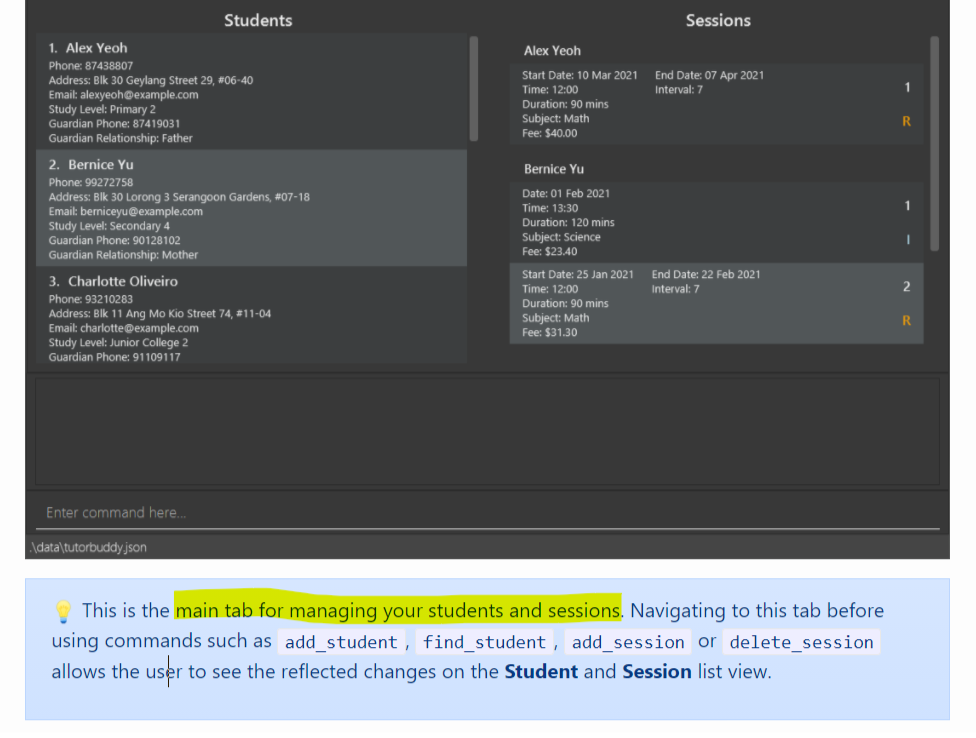 Students
1. Alex Yeoh
Phone: 87438807
Address: Blk 30 Geylang Street 29, #06-40
Email: alexyeoh@example.com
Study Level: Primary 2
Guardian Phone: 87419031
Guardian Relationship: Father
2. Bernice Yu
Phone: 99272758
Address: Blk 30 Lorong 3 Serangoon Gardens, #07-18
Email: berniceyu@example.com
Study Level: Secondary 4
Guardian Phone: 90128102
Guardian Relationship: Mother
3. Charlotte Oliveiro
Phone: 93210283
Address: Blk 11 Ang Mo Kio Street 74, #11-04
Email: charlotte@example.com
Study Level: Junior College 2
Guardian Phone: 91109117
Sessions
Alex Yeoh
Start Date: 10 Mar 2021 End Date: 07 Apr 2021
Time: 12:00 Interval: 7
1
Duration: 90 mins
Subject: Math
R
Fee: $40.00
Bernice Yu
Date: 01 Feb 2021
Time: 13:30
1
Duration: 120 mins
Subject: Science
I
Fee: $23.40
Start Date: 25 Jan 2021 End Date: 22 Feb 2021
Time: 12:00 Interval: 7
2
Duration: 90 mins
Subject: Math
R
Fee: $31.30
Enter command here...
.\data\tutorbuddy.json
💡 This is the main tab for managing your students and sessions. Navigating to this tab before
using commands such as add_student , find_student , add_session or delete_session
allows the user to see the reflected changes on the Student and Session list view.